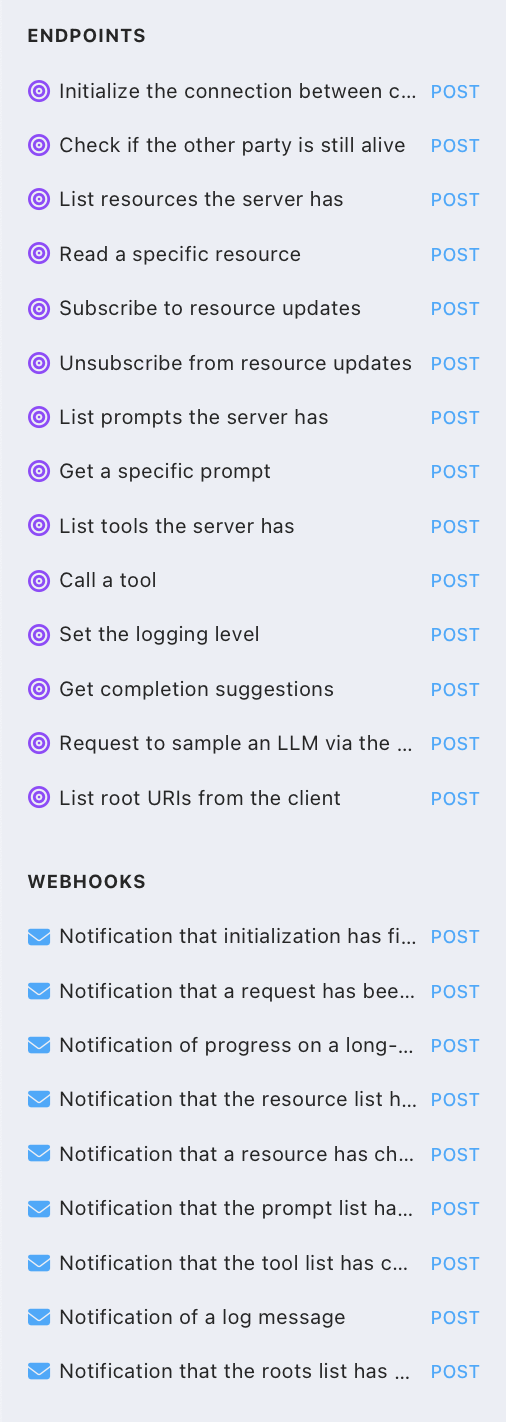 ENDPOINTS
Initialize the connection between c... POST
Check if the other party is still alive POST
List resources the server has POST
Read a specific resource POST
Subscribe to resource updates POST
Unsubscribe from resource updates POST
List prompts the server has POST
Get a specific prompt POST
List tools the server has POST
Call a tool POST
Set the logging level POST
Get completion suggestions POST
Request to sample an LLM via the ... POST
List root URIs from the client POST
WEBHOOKS
Notification that initialization has fi... POST
Notification that a request has bee... POST
Notification of progress on a long-... POST
Notification that the resource list h... POST
Notification that a resource has ch... POST
Notification that the prompt list ha... POST
Notification that the tool list has c... POST
Notification of a log message POST
Notification that the roots list has ... POST